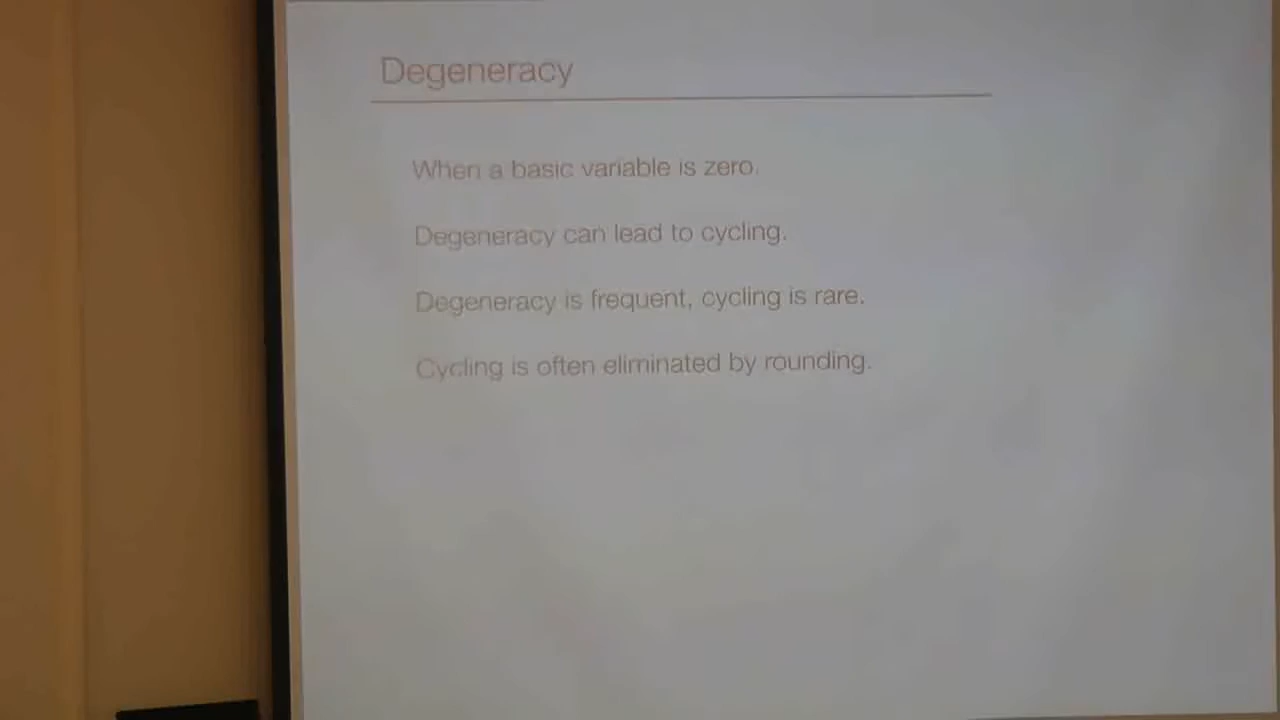 Degeneracy
When a basic variable is zero.
Degeneracy can lead to cycling.
Degeneracy is frequent, cycling is rare.
Cycling is often eliminated by rounding.